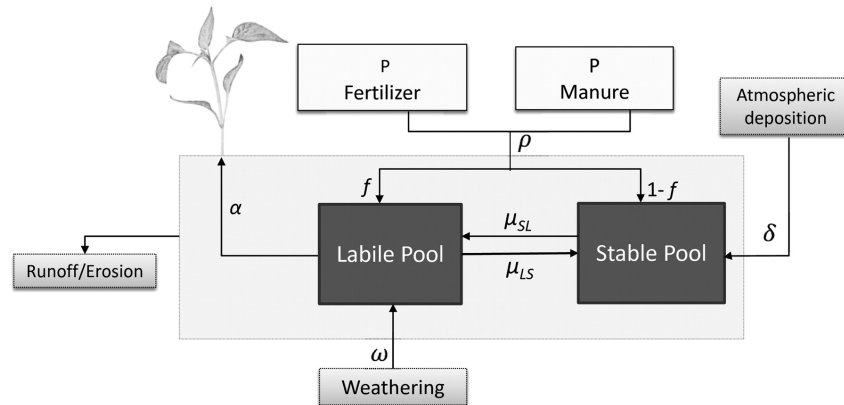 P
Fertilizer
P
Manure
Atmospheric
deposition
ρ
f
1- f
α
μSL
δ
Labile Pool
Stable Pool
μLS
Runoff/Erosion
ω
Weathering